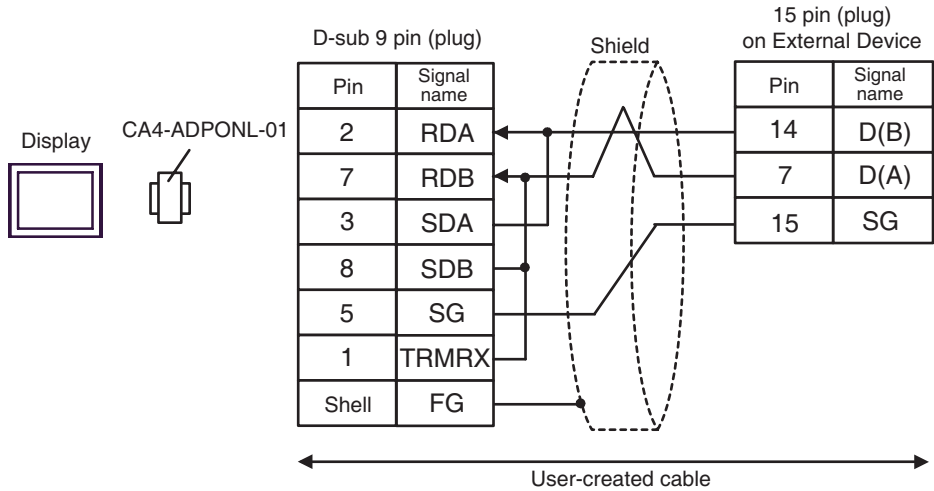 15 pin (plug)
on External Device
D-sub 9 pin (plug)
Shield
Pin
Signal
name
Pin
Signal
name
Display
CA4-ADPONL-01
2
RDA
14
D(B)
7
RDB
7
D(A)
3
SDA
15
SG
8
SDB
5
SG
1
TRMRX
Shell
FG
User-created cable